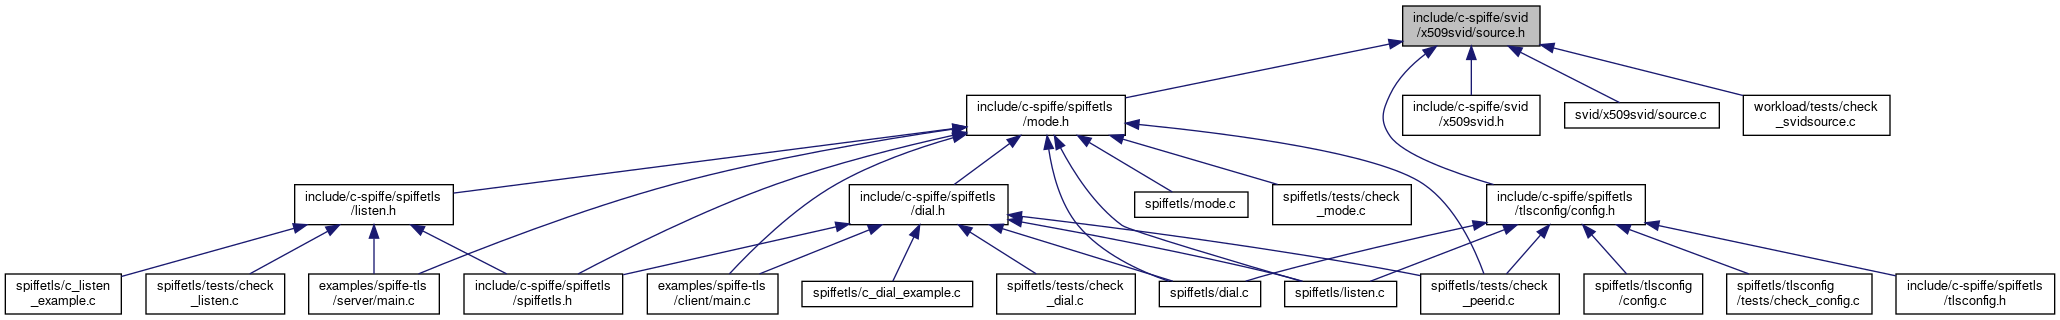 include/c-spiffe/svid
/x509svid/source.h
include/c-spiffe/spiffetls
/mode.h
include/c-spiffe/svid
/x509svid.h
svid/x509svid/source.c
workload/tests/check
_svidsource.c
include/c-spiffe/spiffetls
/listen.h
include/c-spiffe/spiffetls
/dial.h
spiffetls/mode.c
spiffetls/tests/check
_mode.c
include/c-spiffe/spiffetls
/tlsconfig/config.h
spiffetls/c_listen
_example.c
spiffetls/tests/check
_listen.c
examples/spiffe-tls
/server/main.c
include/c-spiffe/spiffetls
/spiffetls.h
examples/spiffe-tls
/client/main.c
spiffetls/c_dial_example.c
spiffetls/tests/check
_dial.c
spiffetls/dial.c
spiffetls/listen.c
spiffetls/tests/check
_peerid.c
spiffetls/tlsconfig
/config.c
spiffetls/tlsconfig
/tests/check_config.c
include/c-spiffe/spiffetls
/tlsconfig.h